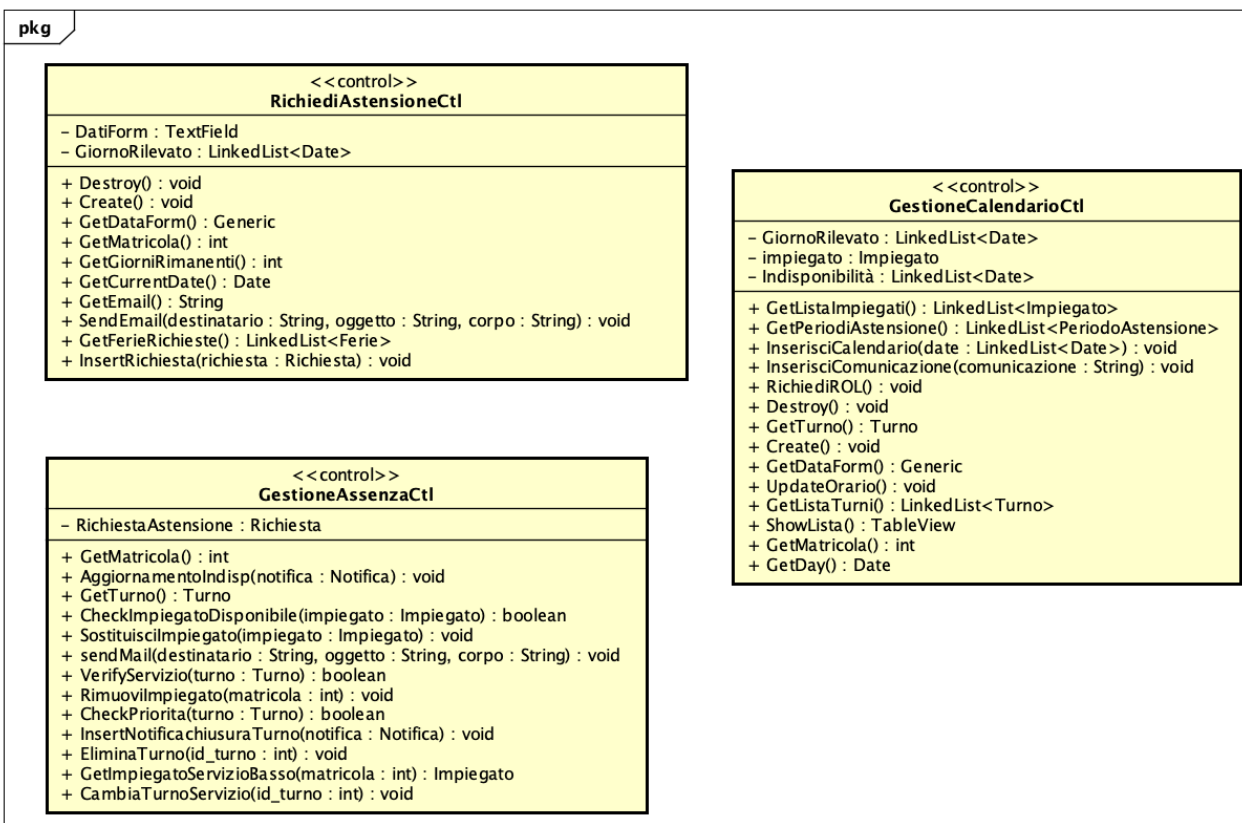 pkg
<<control>>
RichiediAstensioneCtl
– DatiForm : TextField
– GiornoRilevato : LinkedList<Date>
+ Destroy() : void
+ Create() : void
+ GetDataForm() : Generic
+ GetMatricola() : int
+ GetGiorniRimanenti() : int
+ GetCurrentDate() : Date
+ GetEmail() : String
+ SendEmail(destinatario : String, oggetto : String, corpo : String) : void
+ GetFerieRichieste() : LinkedList<Ferie>
+ InsertRichiesta(richiesta : Richiesta) : void
<<control>>
GestioneCalendarioCtl
– GiornoRilevato : LinkedList<Date>
– impiegato : Impiegato
– Indisponibilità : LinkedList<Date>
+ GetListaImpiegati() : LinkedList<Impiegato>
+ GetPeriodiAstensione() : LinkedList<PeriodoAstensione>
+ InserisciCalendario(date : LinkedList<Date>) : void
+ InserisciComunicazione(comunicazione : String) : void
+ RichiediROL() : void
+ Destroy() : void
+ GetTurno() : Turno
+ Create() : void
+ GetDataForm() : Generic
+ UpdateOrario() : void
+ GetListaTurni() : LinkedList<Turno>
+ ShowLista() : TableView
+ GetMatricola() : int
+ GetDay() : Date
<<control>>
GestioneAssenzaCtl
– RichiestaAstensione : Richiesta
+ GetMatricola() : int
+ AggiornamentoIndisp(notifica : Notifica) : void
+ GetTurno() : Turno
+ CheckImpiegatoDisponibile(impiegato : Impiegato) : boolean
+ SostituisciImpiegato(impiegato : Impiegato) : void
+ sendMail(destinatario : String, oggetto : String, corpo : String) : void
+ VerifyServizio(turno : Turno) : boolean
+ RimuoviImpiegato(matricola : int) : void
+ CheckPriorita(turno : Turno) : boolean
+ InsertNotificachiusuraTurno(notifica : Notifica) : void
+ EliminaTurno(id_turno : int) : void
+ GetImpiegatoServizioBasso(matricola : int) : Impiegato
+ CambiaTurnoServizio(id_turno : int) : void